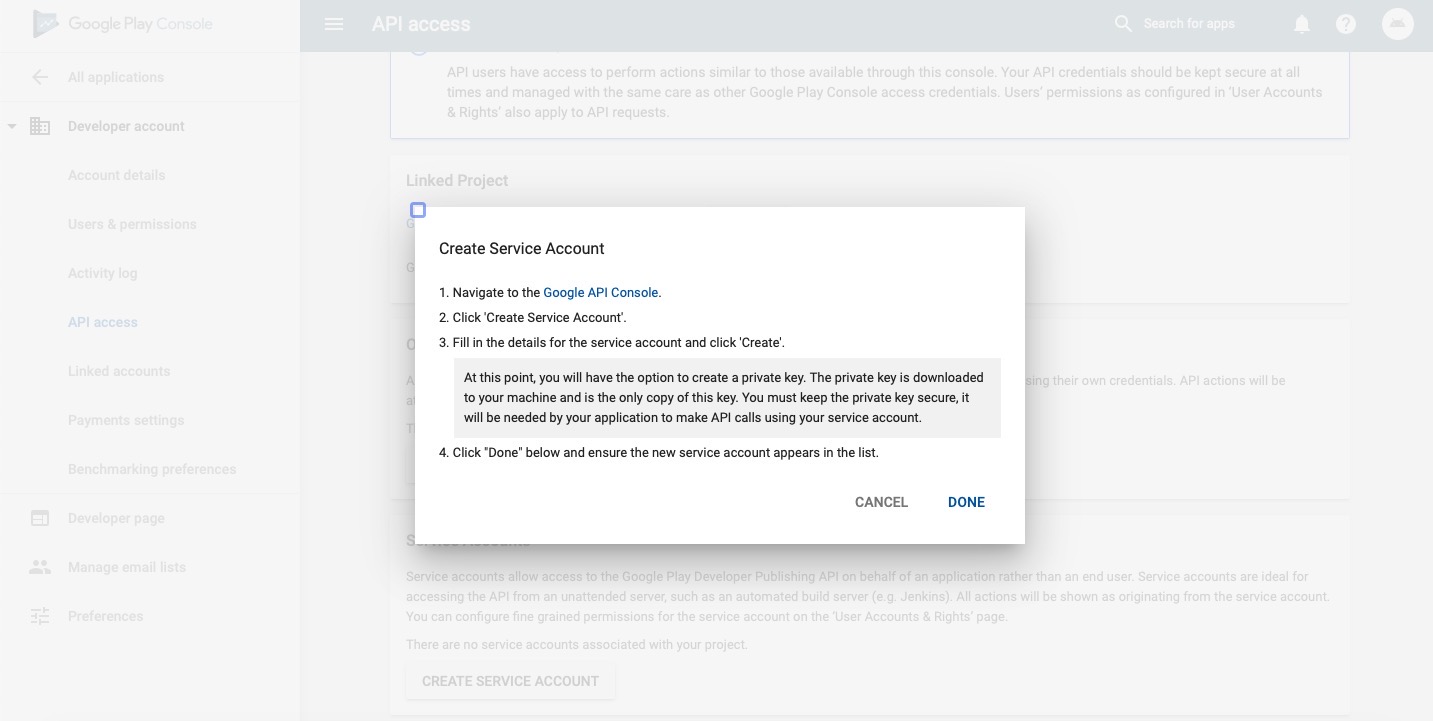 Google Play Console
API access
Search for apps
All applications
Developer account
Account details
Users & permissions
Activity log
API access
Linked accounts
Payments settings
Benchmarking preferences
Developer page
Manage email lists
Preferences
API users have access to perform actions similar to those available through this console. Your API credentials should be kept secure at all
times and managed with the same care as other Google Play Console access credentials. Users' permissions as configured in 'User Accounts
& Rights' also apply to API requests.
Linked Project
Create Service Account
1. Navigate to the Google API Console.
2. Click 'Create Service Account'.
3. Fill in the details for the service account and click 'Create'.
At this point, you will have the option to create a private key. The private key is downloaded
to your machine and is the only copy of this key. You must keep the private key secure, it
will be needed by your application to make API calls using your service account.
4. Click "Done" below and ensure the new service account appears in the list.
CANCEL
DONE
using their own credentials. API actions will be
Service Accounts
Service accounts allow access to the Google Play Developer Publishing API on behalf of an application rather than an end user. Service accounts are ideal for
accessing the API from an unattended server, such as an automated build server (e.g. Jenkins). All actions will be shown as originating from the service account.
You can configure fine grained permissions for the service account on the 'User Accounts & Rights' page.
There are no service accounts associated with your project.
CREATE SERVICE ACCOUNT